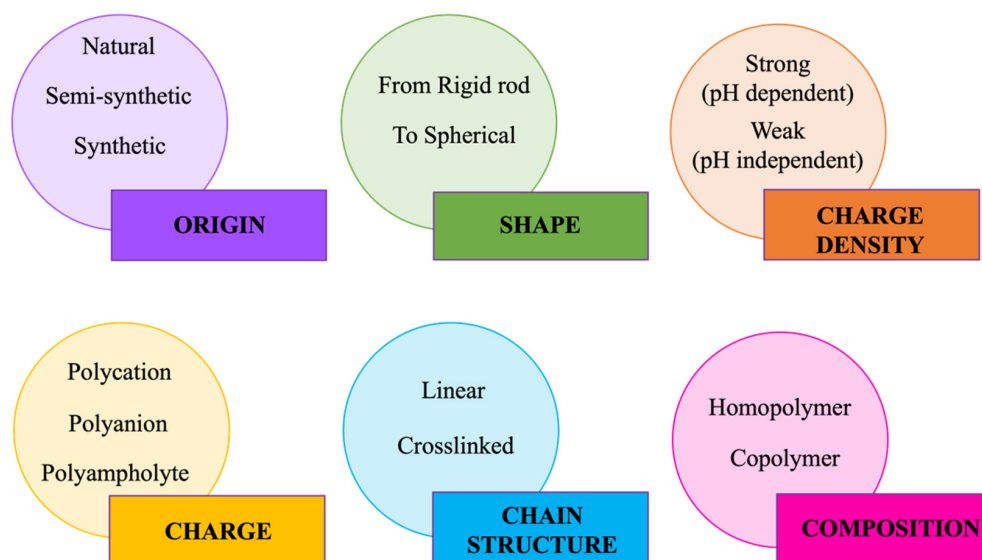 Natural
Semi-synthetic
Synthetic
ORIGIN
From Rigid rod
To Spherical
SHAPE
Strong
(pH dependent)
Weak
(pH independent)
CHARGE
DENSITY
Polycation
Polyanion
Polyampholyte
CHARGE
Linear
Crosslinked
CHAIN
STRUCTURE
Homopolymer
Copolymer
COMPOSITION